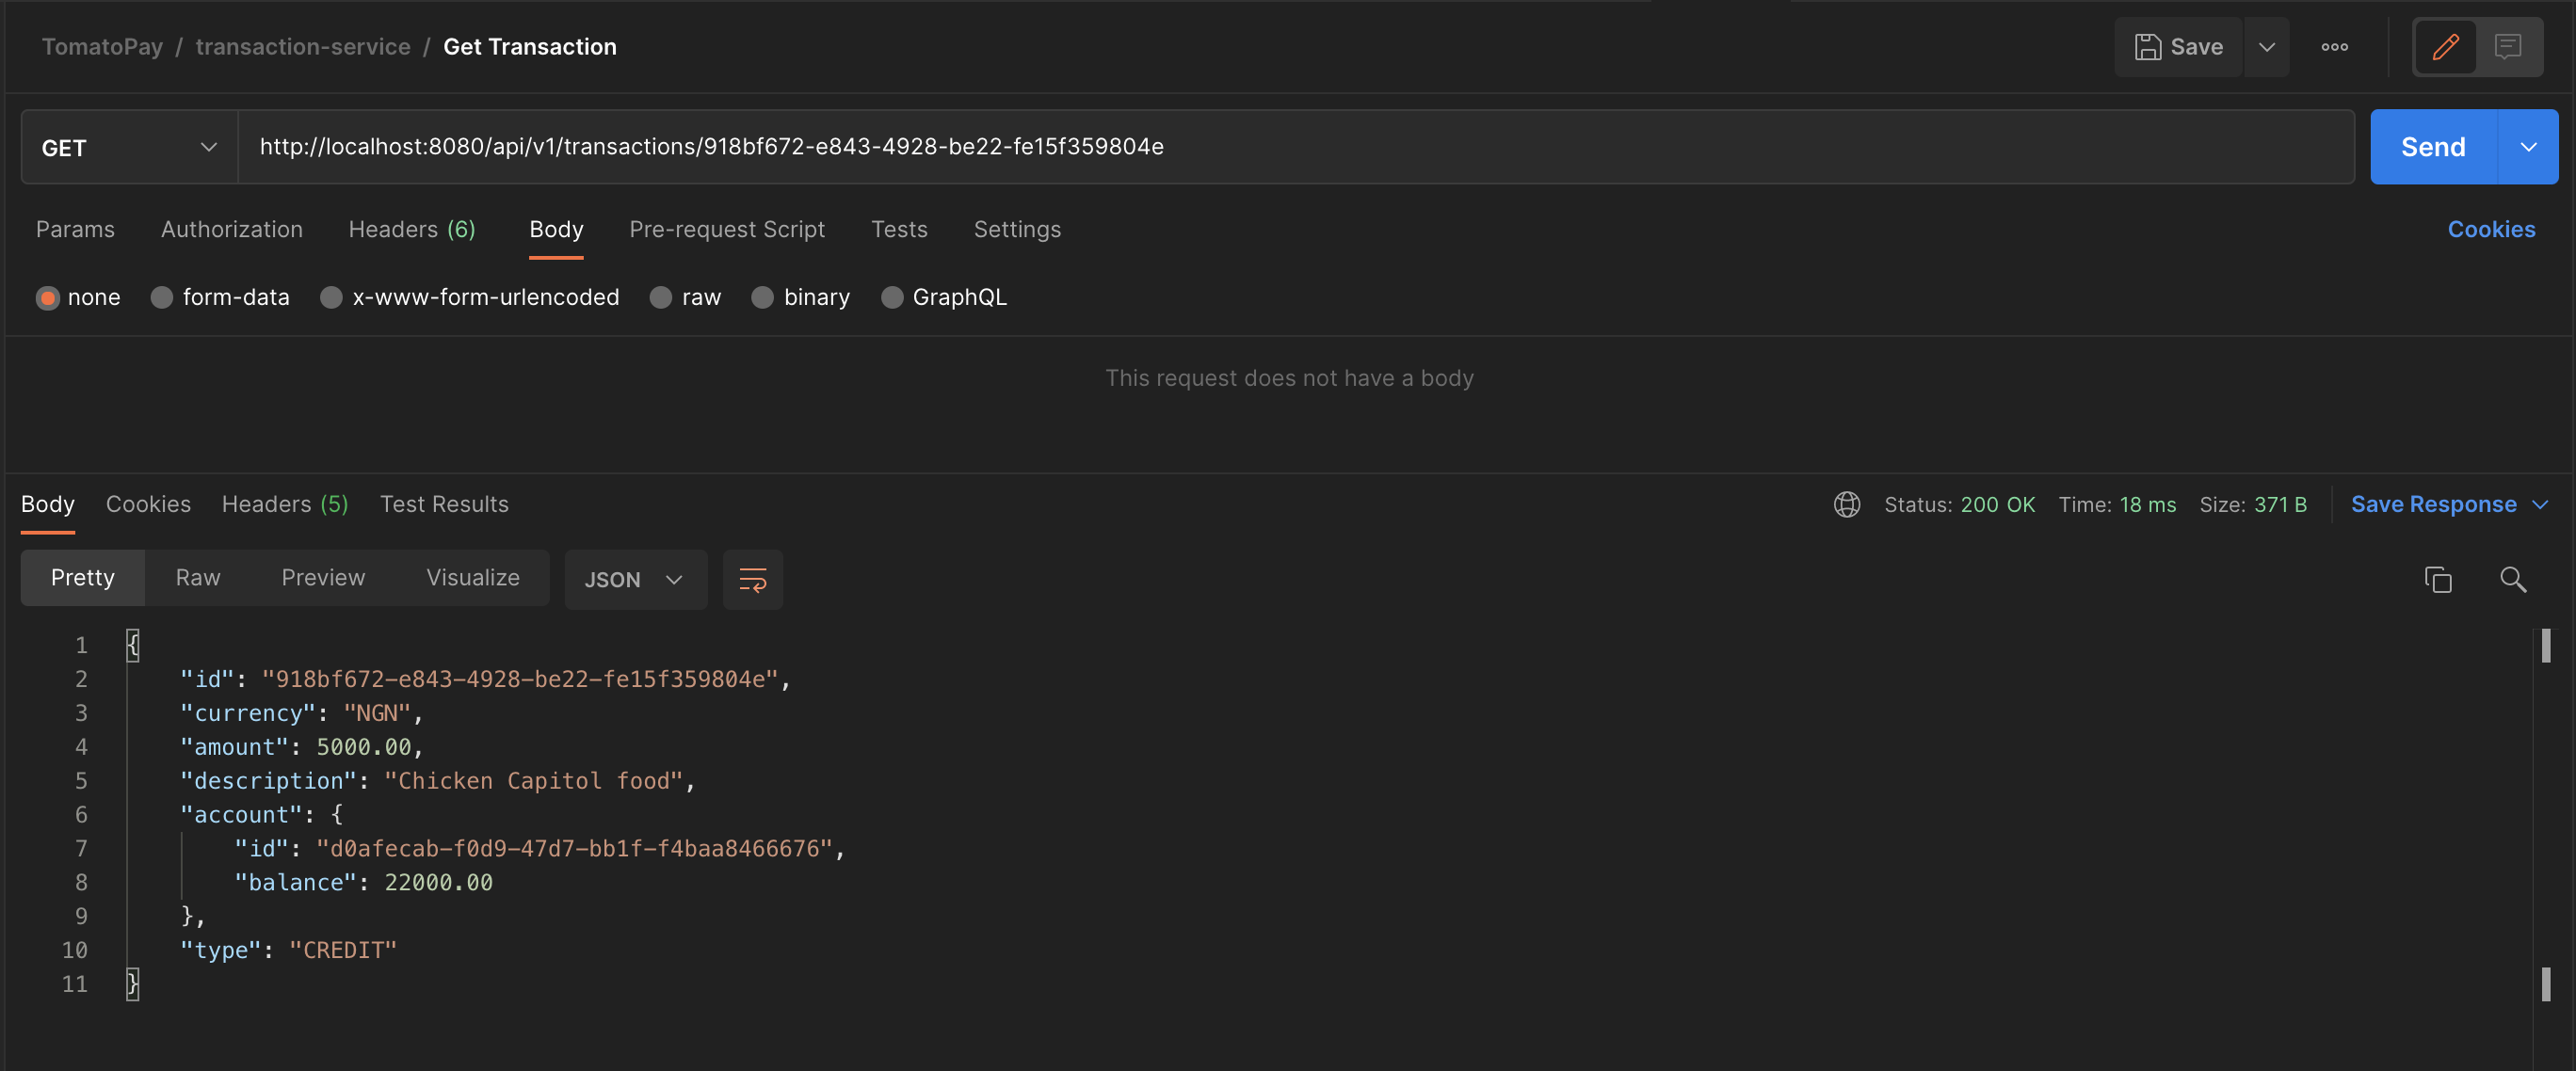 TomatoPay / transaction-service / Get Transaction
Save
GET
http://localhost:8080/api/v1/transactions/918bf672-e843-4928-be22-fe15f359804e
Send
Params Authorization Headers (6) Body Pre-request Script Tests Settings Cookies
none form-data x-www-form-urlencoded raw binary GraphQL
This request does not have a body
Body Cookies Headers (5) Test Results Status: 200 OK Time: 18 ms Size: 371 B Save Response
Pretty Raw Preview Visualize JSON
1 {
2 "id": "918bf672-e843-4928-be22-fe15f359804e",
3 "currency": "NGN",
4 "amount": 5000.00,
5 "description": "Chicken Capitol food",
6 "account": {
7 "id": "d0afecab-f0d9-47d7-bb1f-f4baa8466676",
8 "balance": 22000.00
9 },
10 "type": "CREDIT"
11 }